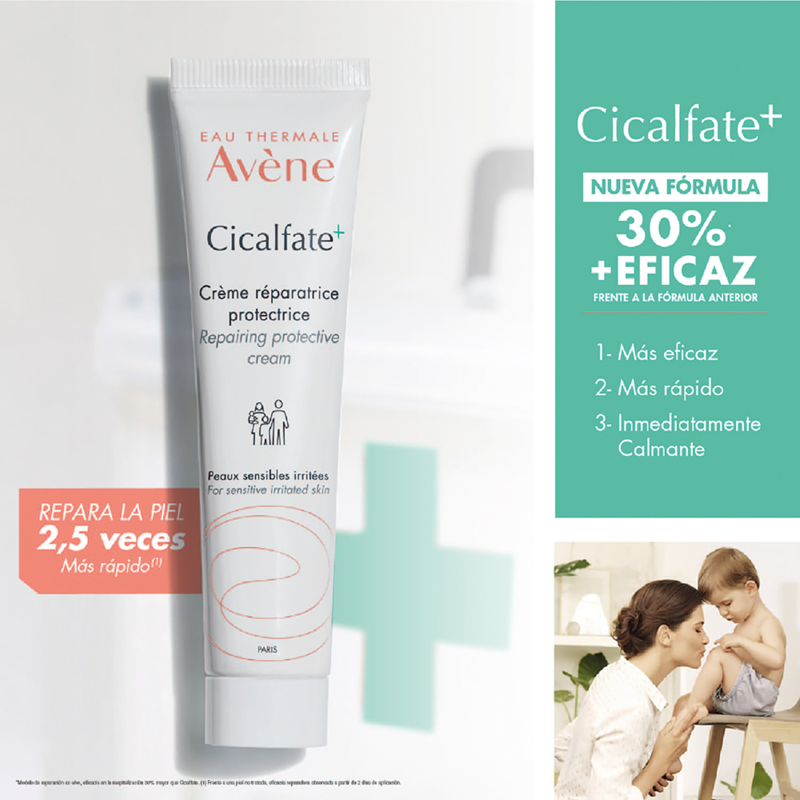 EAU THERMALE
Avène
Cicalfate+
Crème réparatrice
protectrice
Repairing protective
cream
Peaux sensibles irritées
For sensitive irritated skin
PARIS
REPARA LA PIEL
2,5 veces
Más rápido(1)
Cicalfate+
NUEVA FÓRMULA
30%*
+EFICAZ
FRENTE A LA FÓRMULA ANTERIOR
1- Más eficaz
2- Más rápido
3- Inmediatamente
Calmante